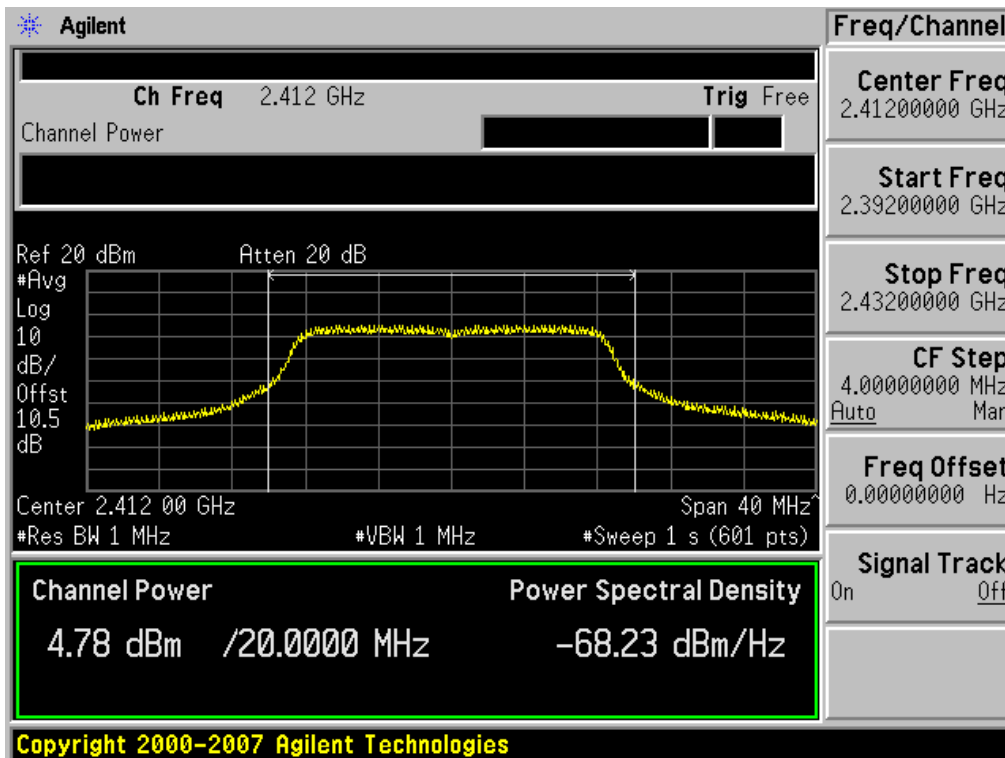 Agilent
Freq/Channel
Ch Freq 2.412 GHz Trig Free
Channel Power
Ref 20 dBm Atten 20 dB
#Avg
Log
10
dB/
Offst
10.5
dB
Center 2.412 00 GHz Span 40 MHz^
#Res BW 1 MHz #VBW 1 MHz #Sweep 1 s (601 pts)
Channel Power Power Spectral Density
4.78 dBm /20.0000 MHz -68.23 dBm/Hz
Copyright 2000-2007 Agilent Technologies
Center Freq
2.41200000 GHz
Start Freq
2.39200000 GHz
Stop Freq
2.43200000 GHz
CF Step
4.00000000 MHz
Auto Man
Freq Offset
0.00000000 Hz
Signal Track
On Off